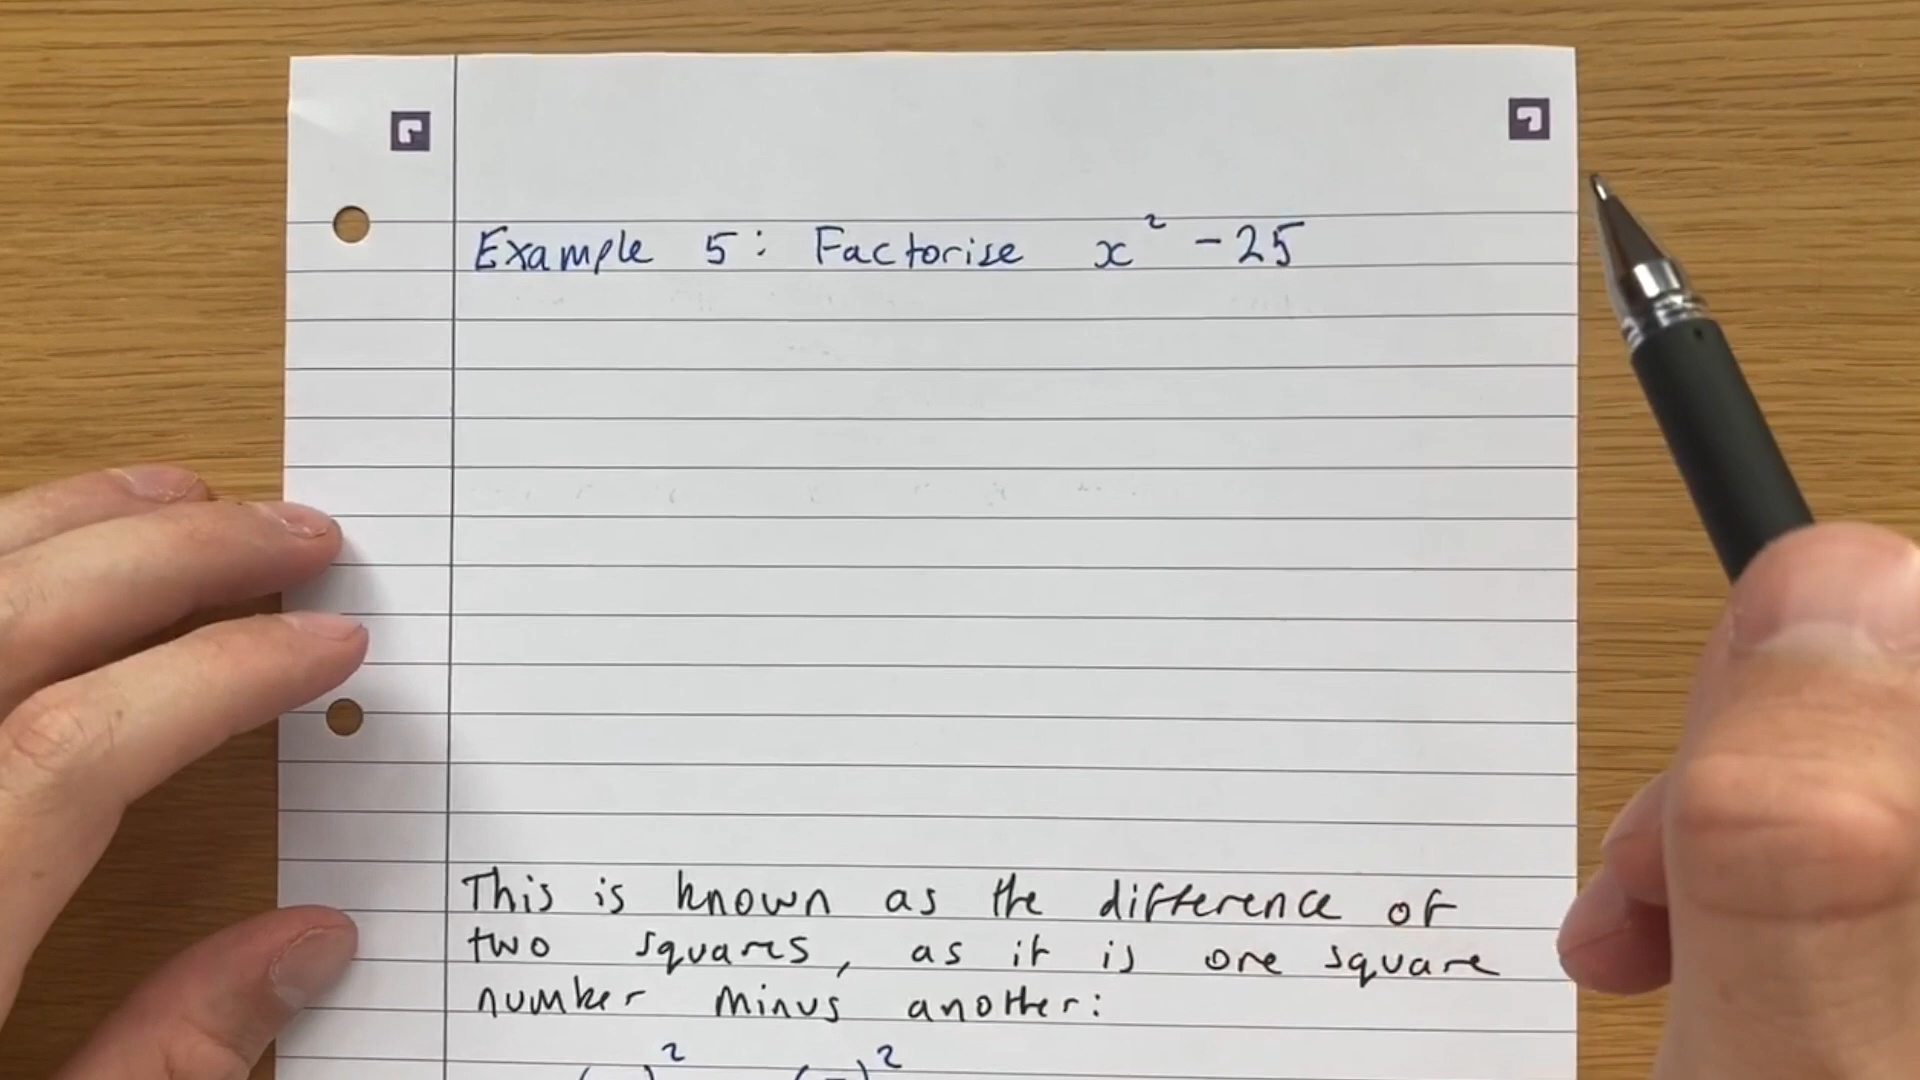 Example 5: Factorise x² - 25
This is known as the difference of
two squares, as it is one square
number minus another: